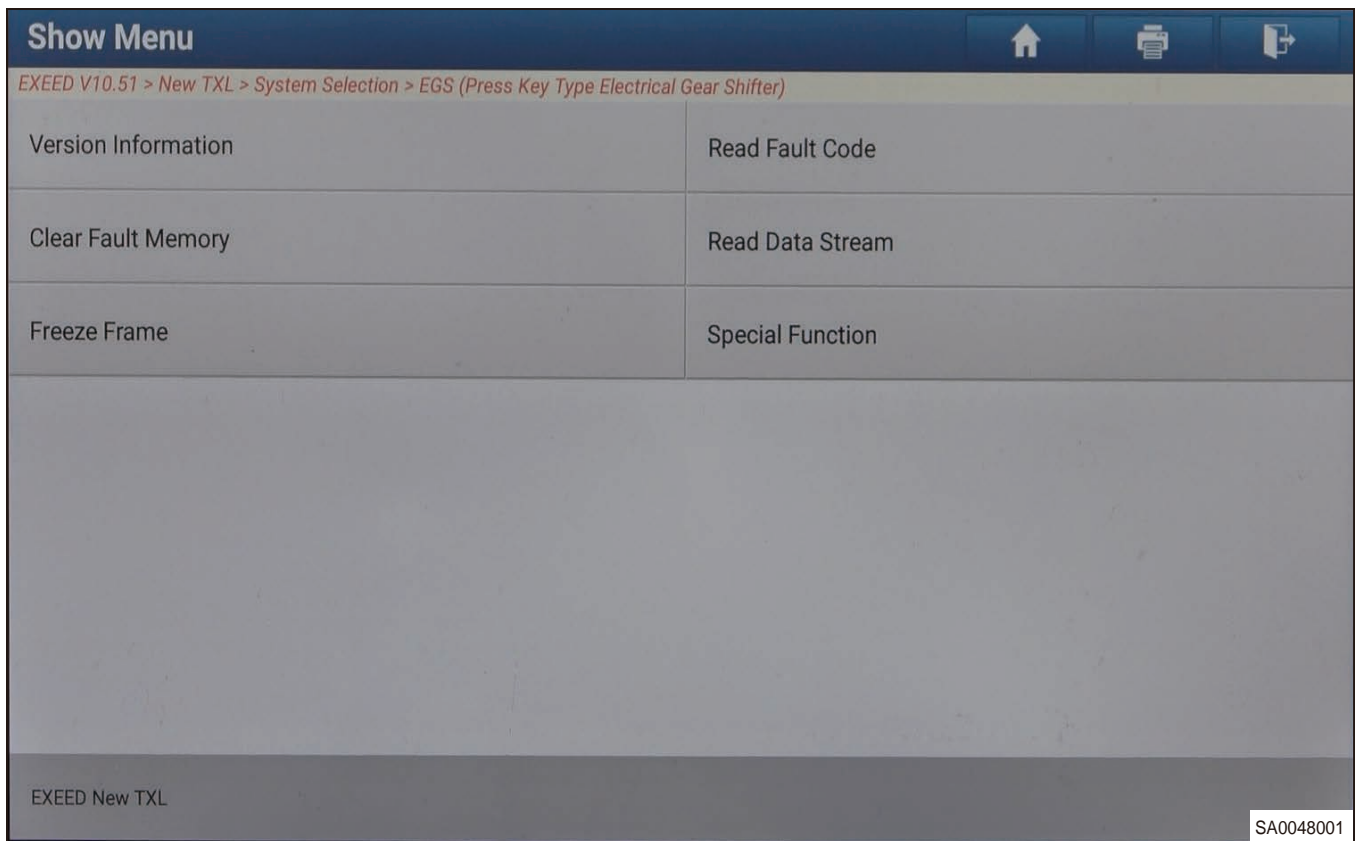 Show Menu
EXEED V10.51 > New TXL > System Selection > EGS (Press Key Type Electrical Gear Shifter)
Version Information
Read Fault Code
Clear Fault Memory
Read Data Stream
Freeze Frame
Special Function
EXEED New TXL
SA0048001